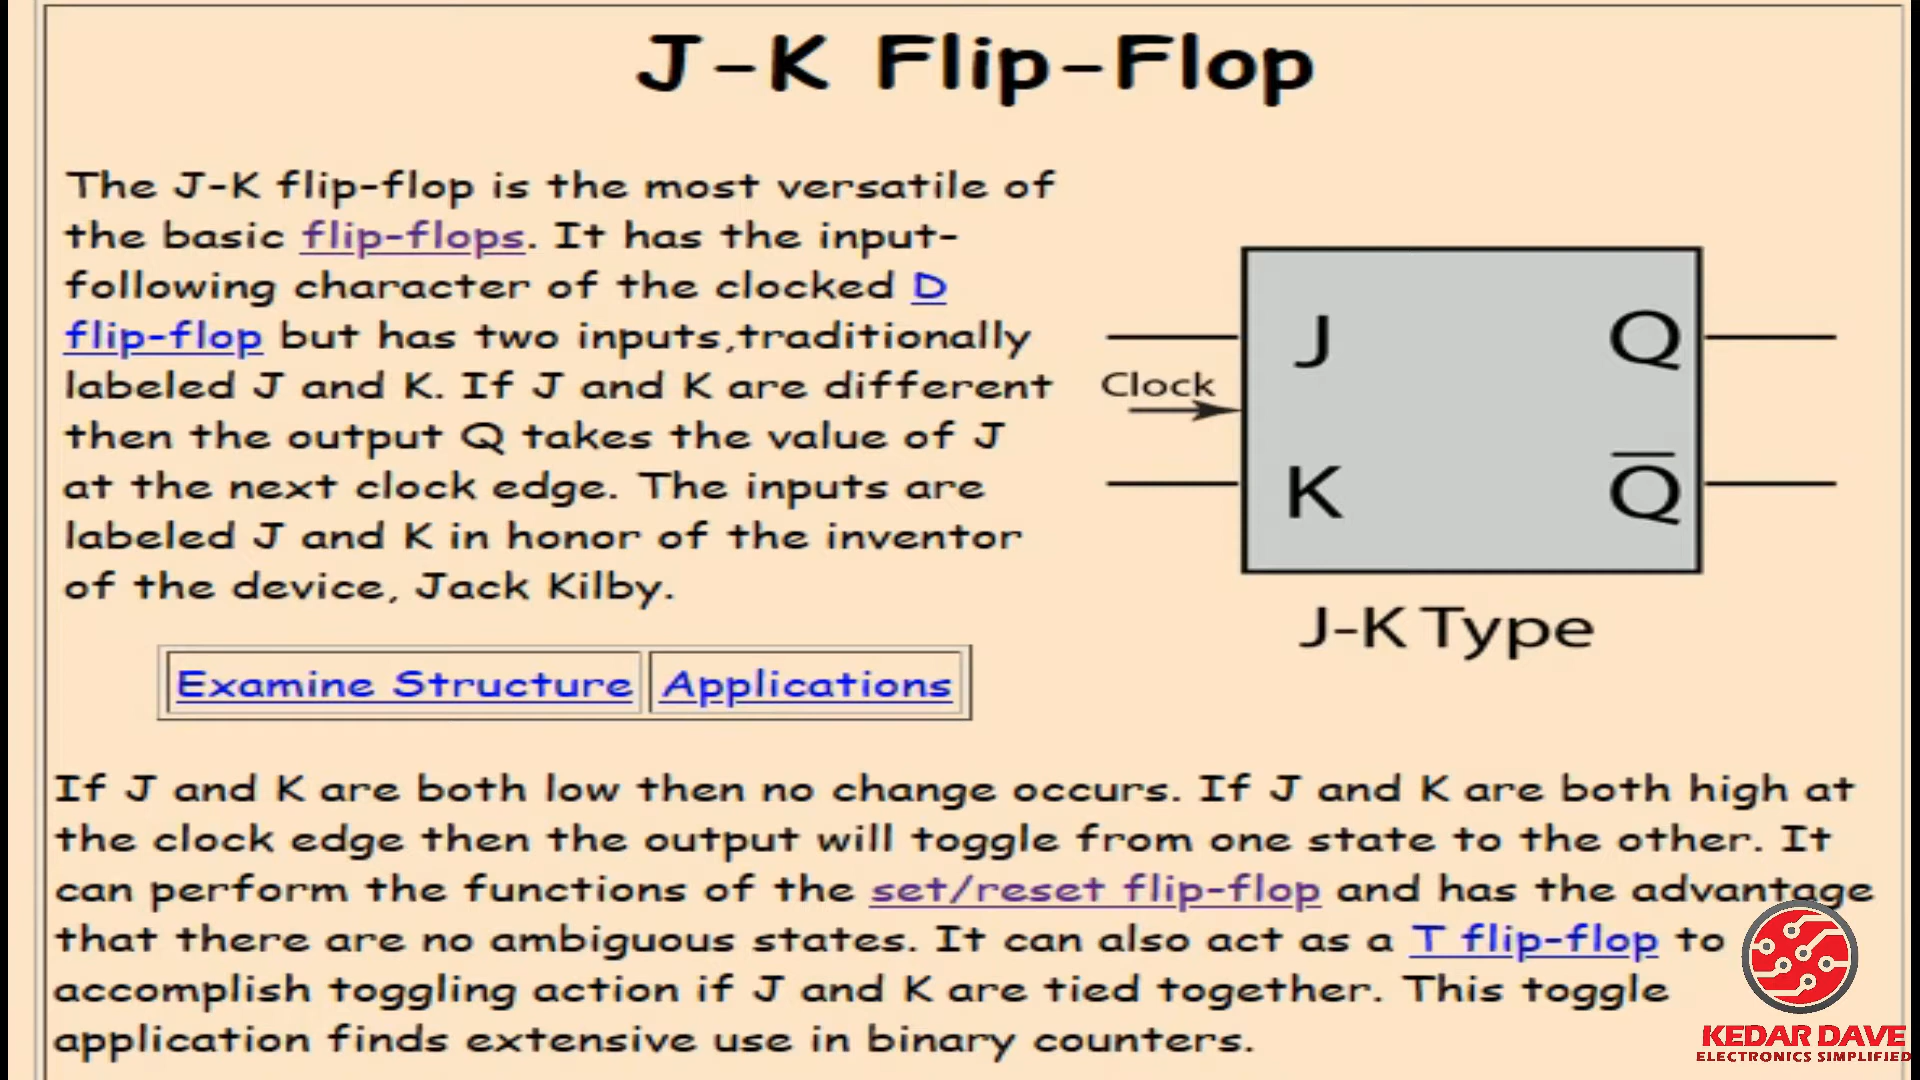 J-K Flip-Flop
The J-K flip-flop is the most versatile of
the basic flip-flops. It has the input-
following character of the clocked D
flip-flop but has two inputs,traditionally
labeled J and K. If J and K are different
then the output Q takes the value of J
at the next clock edge. The inputs are
labeled J and K in honor of the inventor
of the device, Jack Kilby.
Examine Structure Applications
J Q
Clock
K Q̅
J-K Type
If J and K are both low then no change occurs. If J and K are both high at
the clock edge then the output will toggle from one state to the other. It
can perform the functions of the set/reset flip-flop and has the advantage
that there are no ambiguous states. It can also act as a T flip-flop to
accomplish toggling action if J and K are tied together. This toggle
application finds extensive use in binary counters.
KEDAR DAVE
ELECTRONICS SIMPLIFIED